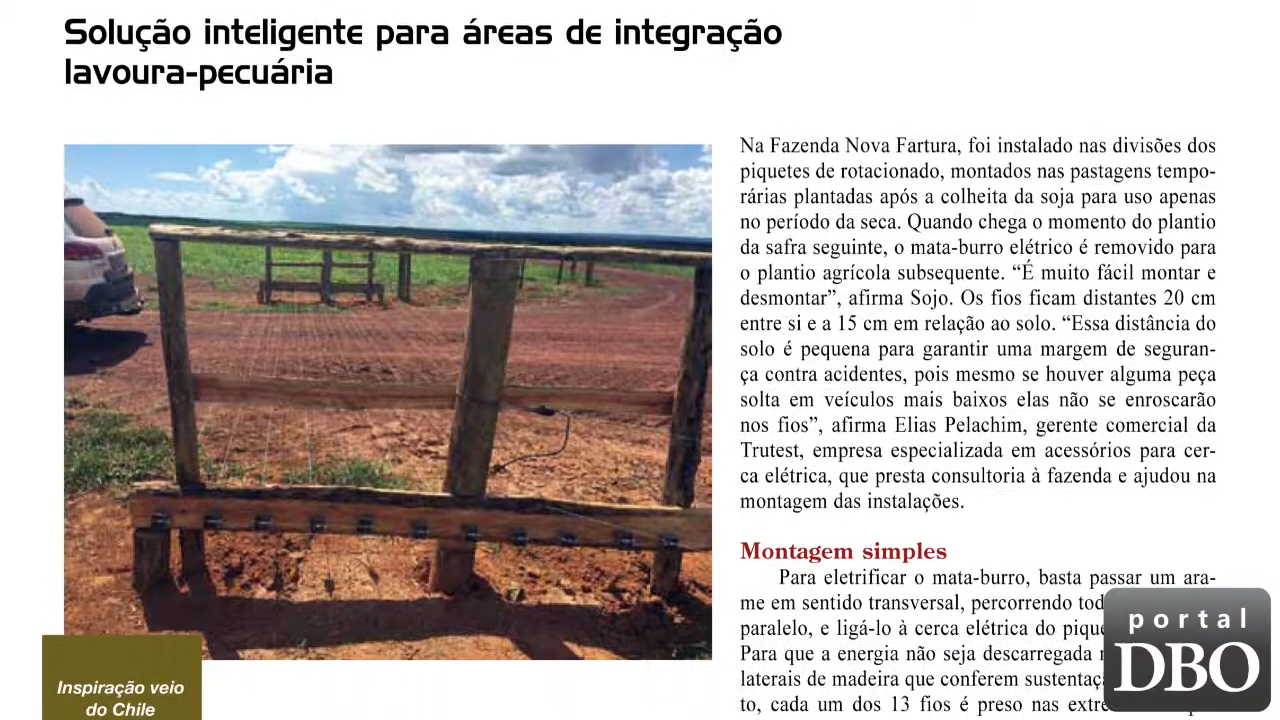 Solução inteligente para áreas de integração
lavoura-pecuária
Na Fazenda Nova Fartura, foi instalado nas divisões dos
piquetes de rotacionado, montados nas pastagens tempo-
rárias plantadas após a colheita da soja para uso apenas
no período da seca. Quando chega o momento do plantio
da safra seguinte, o mata-burro elétrico é removido para
o plantio agrícola subsequente. “É muito fácil montar e
desmontar”, afirma Sojo. Os fios ficam distantes 20 cm
entre si e a 15 cm em relação ao solo. “Essa distância do
solo é pequena para garantir uma margem de seguran-
ça contra acidentes, pois mesmo se houver alguma peça
solta em veículos mais baixos elas não se enroscarão
nos fios”, afirma Elias Pelachim, gerente comercial da
Trutest, empresa especializada em acessórios para cer-
ca elétrica, que presta consultoria à fazenda e ajudou na
montagem das instalações.
Montagem simples
Para eletrificar o mata-burro, basta passar um ara-
me em sentido transversal, percorrendo
paralelo, e ligá-lo à cerca elétrica do
Para que a energia não seja descarregada
laterais de madeira que conferem
to, cada um dos 13 fios é preso nas
Inspiração veio
do Chile
portal
DBO